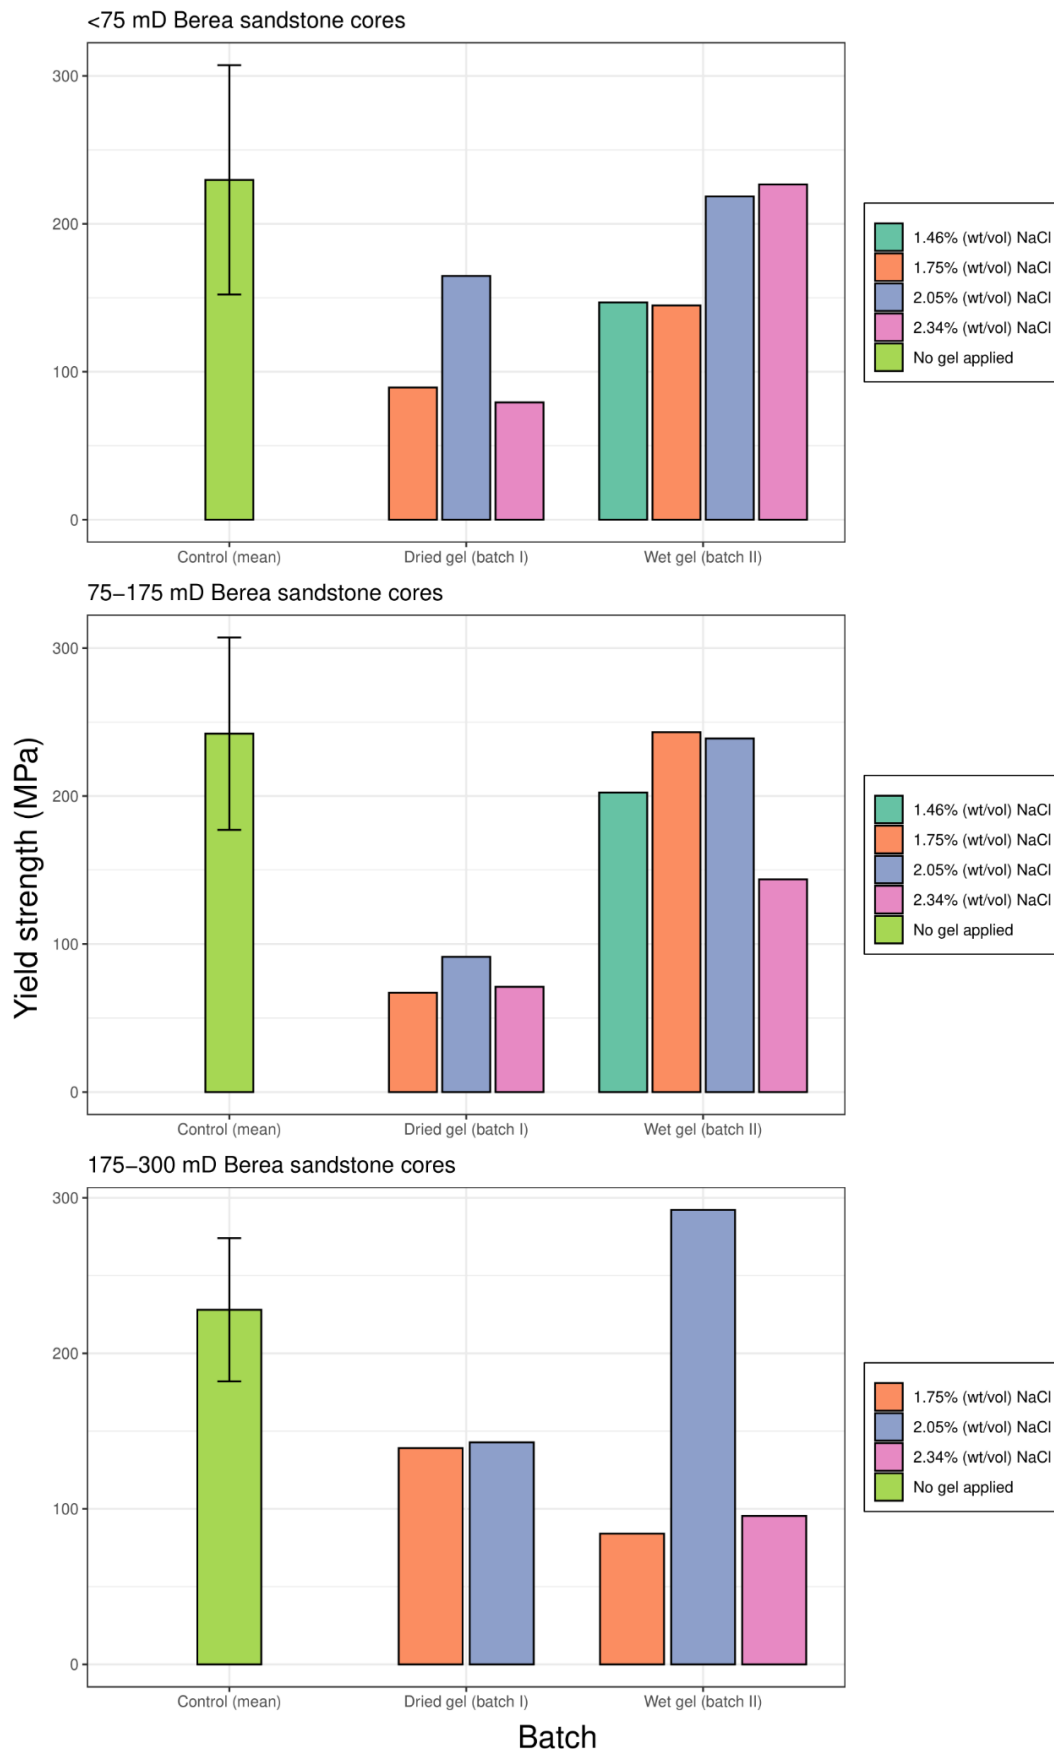 <75 mD Berea sandstone cores
300
200
100
0
Control (mean)
Dried gel (batch I)
Wet gel (batch II)
1.46% (wt/vol) NaCl
1.75% (wt/vol) NaCl
2.05% (wt/vol) NaCl
2.34% (wt/vol) NaCl
No gel applied
75–175 mD Berea sandstone cores
Yield strength (MPa)
300
200
100
0
Control (mean)
Dried gel (batch I)
Wet gel (batch II)
1.46% (wt/vol) NaCl
1.75% (wt/vol) NaCl
2.05% (wt/vol) NaCl
2.34% (wt/vol) NaCl
No gel applied
175–300 mD Berea sandstone cores
300
200
100
0
Control (mean)
Dried gel (batch I)
Wet gel (batch II)
1.75% (wt/vol) NaCl
2.05% (wt/vol) NaCl
2.34% (wt/vol) NaCl
No gel applied
Batch